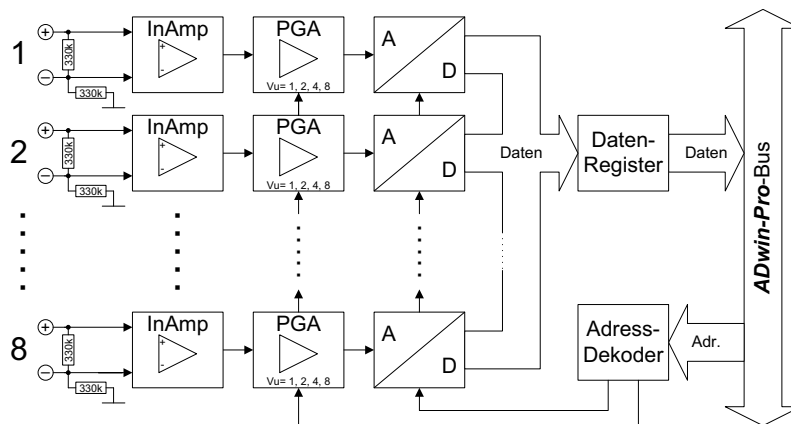 InAmp
PGA
1
+
330k
+
-
A
D
−
330k
Vu= 1, 2, 4, 8
InAmp
PGA
2
+
330k
+
-
A
D
−
330k
Vu= 1, 2, 4, 8
Daten
Daten-
Register
Daten
ADwin-Pro-Bus
InAmp
PGA
8
+
330k
+
-
A
D
−
330k
Vu= 1, 2, 4, 8
Adress-
Dekoder
Adr.